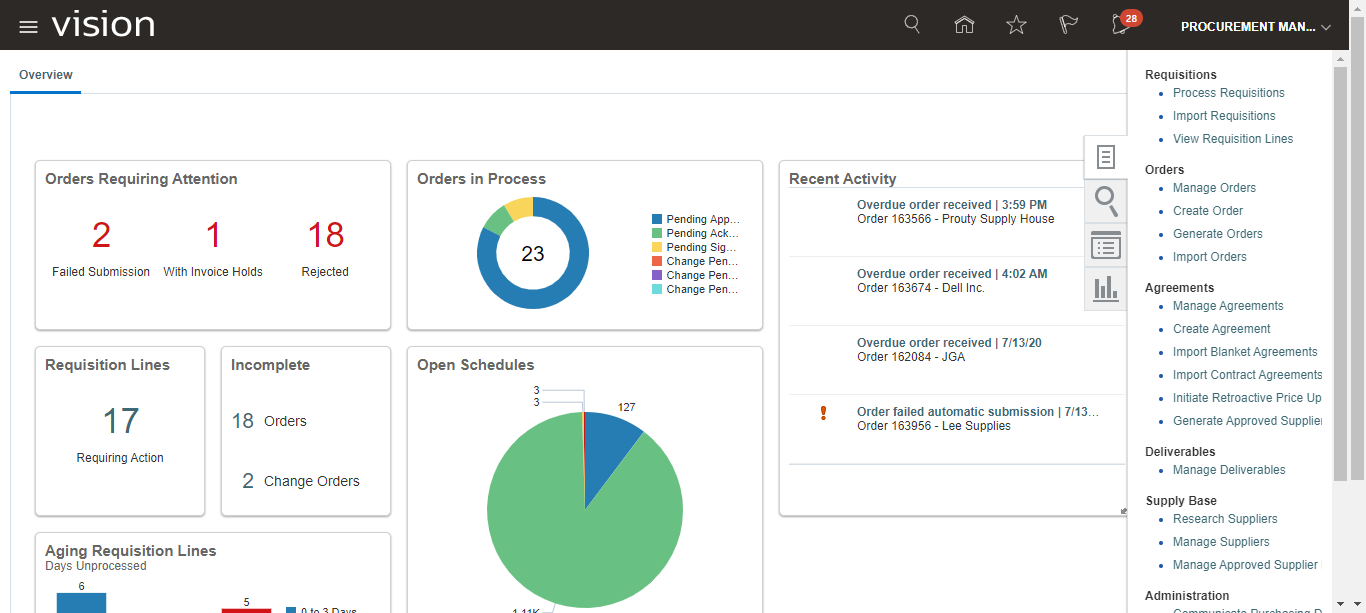 vision
28
PROCUREMENT MAN...
Overview
Orders Requiring Attention
2
1
18
Failed Submission
With Invoice Holds
Rejected
Orders in Process
23
Pending App...
Pending Ack...
Pending Sig...
Change Pen...
Change Pen...
Change Pen...
Recent Activity
Overdue order received | 3:59 PM
Order 163566 - Prouty Supply House
Overdue order received | 4:02 AM
Order 163674 - Dell Inc.
Overdue order received | 7/13/20
Order 162084 - JGA
Order failed automatic submission | 7/13...
Order 163956 - Lee Supplies
Requisition Lines
17
Requiring Action
Incomplete
18 Orders
2 Change Orders
Open Schedules
3
3
127
1.11K
Aging Requisition Lines
Days Unprocessed
6
5
0 to 3 Days
Requisitions
Process Requisitions
Import Requisitions
View Requisition Lines
Orders
Manage Orders
Create Order
Generate Orders
Import Orders
Agreements
Manage Agreements
Create Agreement
Import Blanket Agreements
Import Contract Agreements
Initiate Retroactive Price Up
Generate Approved Supplier
Deliverables
Manage Deliverables
Supply Base
Research Suppliers
Manage Suppliers
Manage Approved Supplier
Administration
Communicate Purchasing D